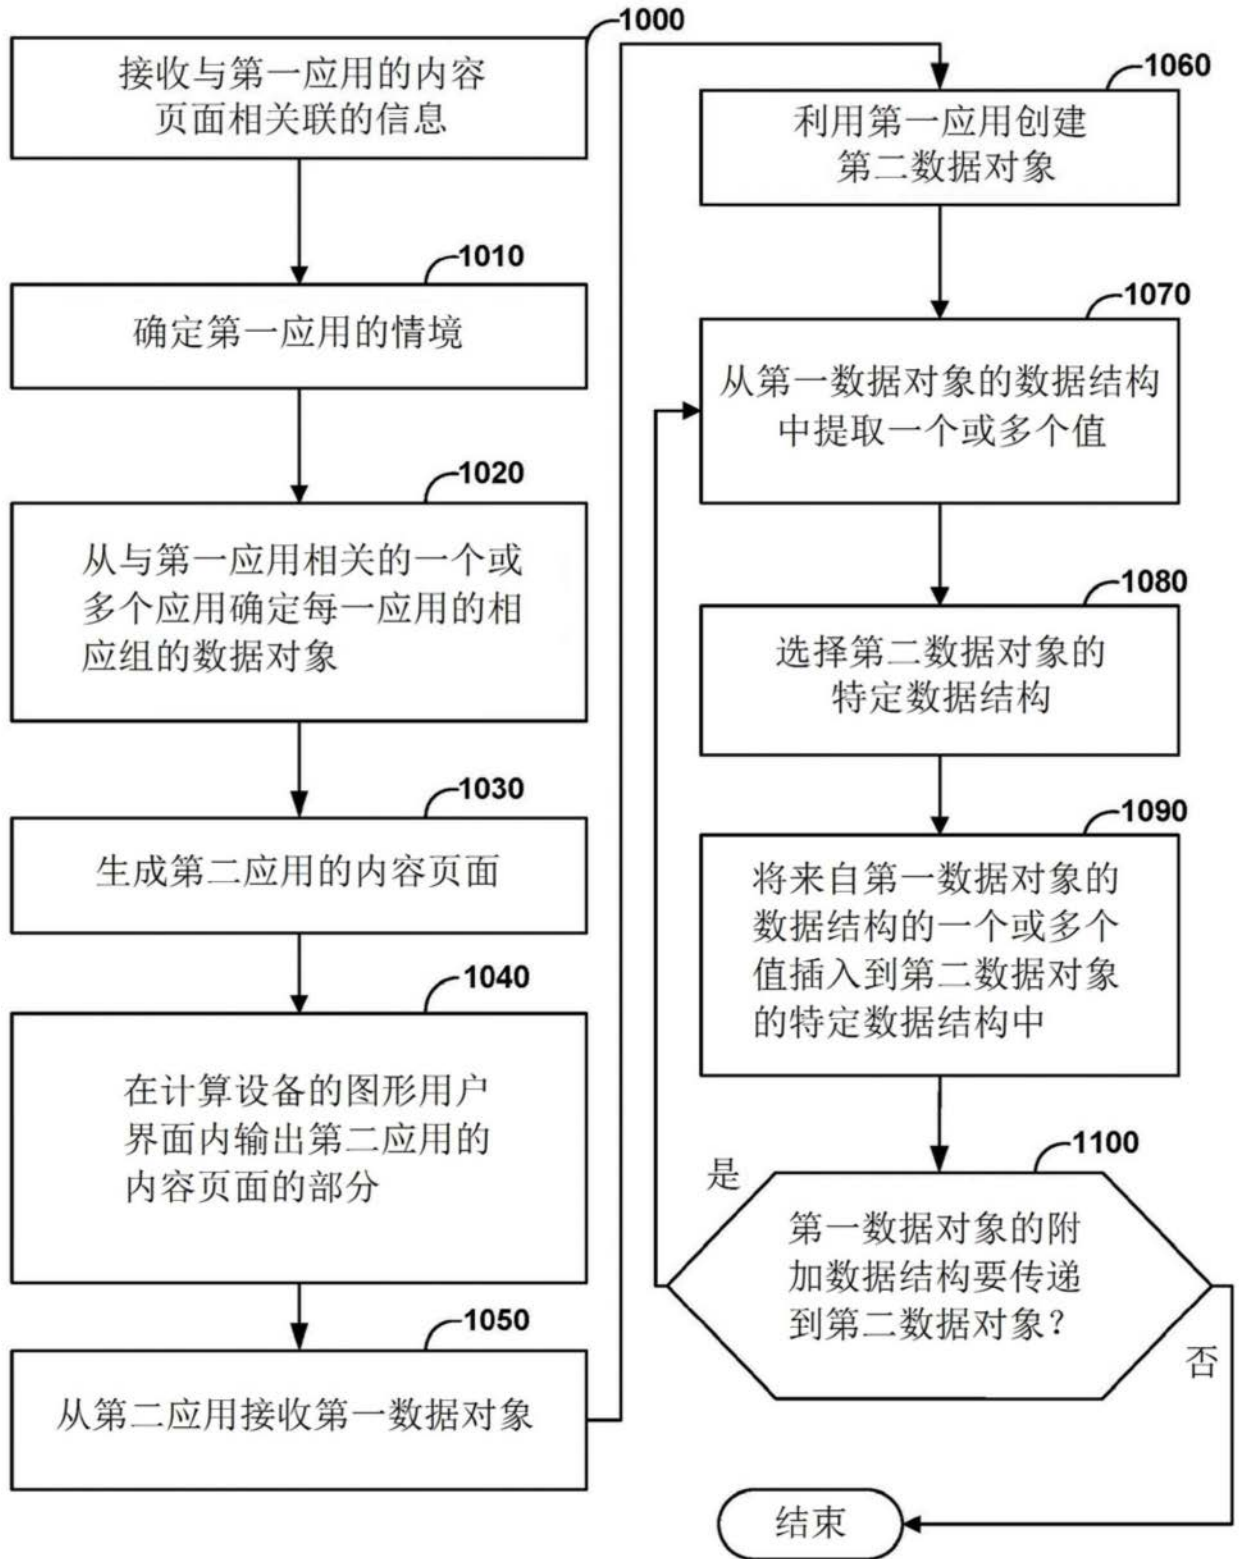 1000
接收与第一应用的内容
页面相关联的信息
1010
确定第一应用的情境
1020
从与第一应用相关的一个或
多个应用确定每一应用的相
应组的数据对象
1030
生成第二应用的内容页面
1040
在计算设备的图形用户
界面内输出第二应用的
内容页面的部分
1050
从第二应用接收第一数据对象
1060
利用第一应用创建
第二数据对象
1070
从第一数据对象的数据结构
中提取一个或多个值
1080
选择第二数据对象的
特定数据结构
1090
将来自第一数据对象的
数据结构的一个或多个
值插入到第二数据对象
的特定数据结构中
1100
是
第一数据对象的附
加数据结构要传递
到第二数据对象?
否
结束